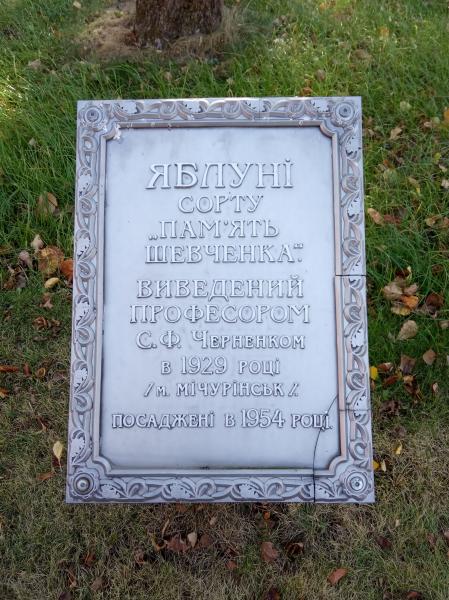 ЯБЛУНІ
СОРТУ
„ПАМ'ЯТЬ
ШЕВЧЕНКА".
ВИВЕДЕНИЙ
ПРОФЕСОРОМ
С.Ф. Черненком
в 1929 році
/м. Мічурінськ/.
посаджені в 1954 році.